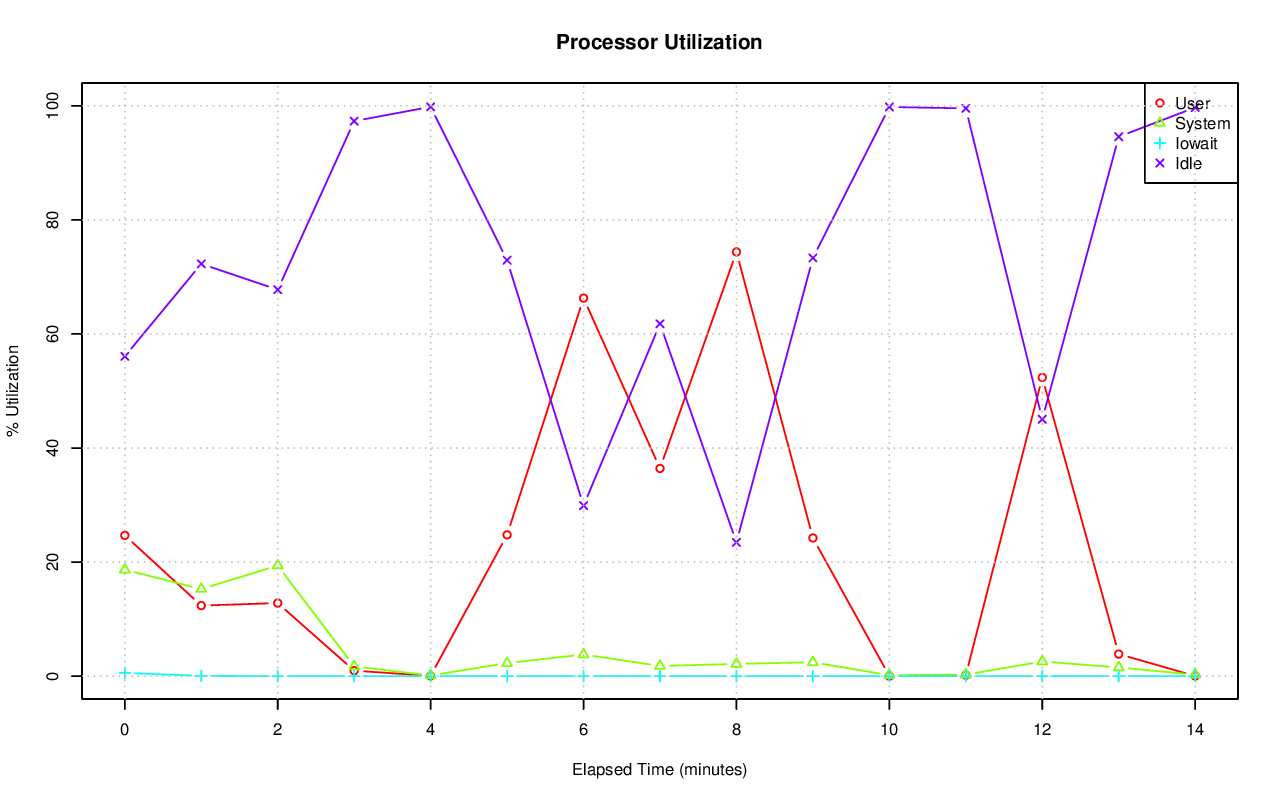 Processor Utilization
User
System
Iowait
Idle
100
80
60
40
20
0
% Utilization
0 2 4 6 8 10 12 14
Elapsed Time (minutes)